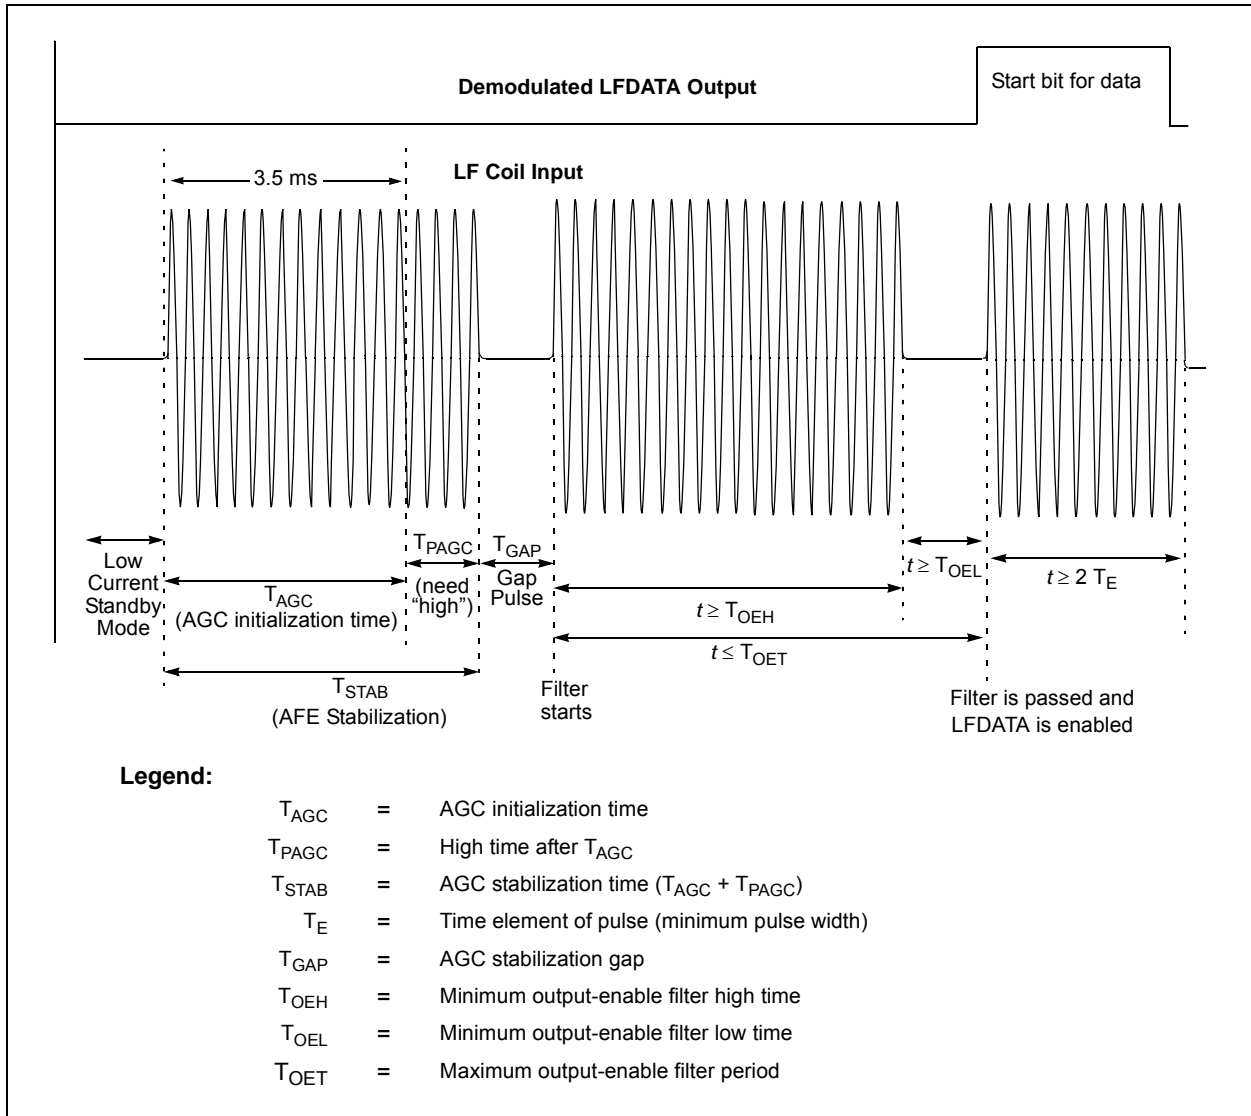 Demodulated LFDATA Output
Start bit for data
3.5 ms
LF Coil Input
Low
Current
Standby
Mode
T_AGC
(AGC initialization time)
T_PAGC
(need
“high”)
T_GAP
Gap
Pulse
t ≥ T_OEH
t ≤ T_OET
t ≥ T_OEL
t ≥ 2 T_E
T_STAB
(AFE Stabilization)
Filter
starts
Filter is passed and
LFDATA is enabled
Legend:
T_AGC = AGC initialization time
T_PAGC = High time after T_AGC
T_STAB = AGC stabilization time (T_AGC + T_PAGC)
T_E = Time element of pulse (minimum pulse width)
T_GAP = AGC stabilization gap
T_OEH = Minimum output-enable filter high time
T_OEL = Minimum output-enable filter low time
T_OET = Maximum output-enable filter period